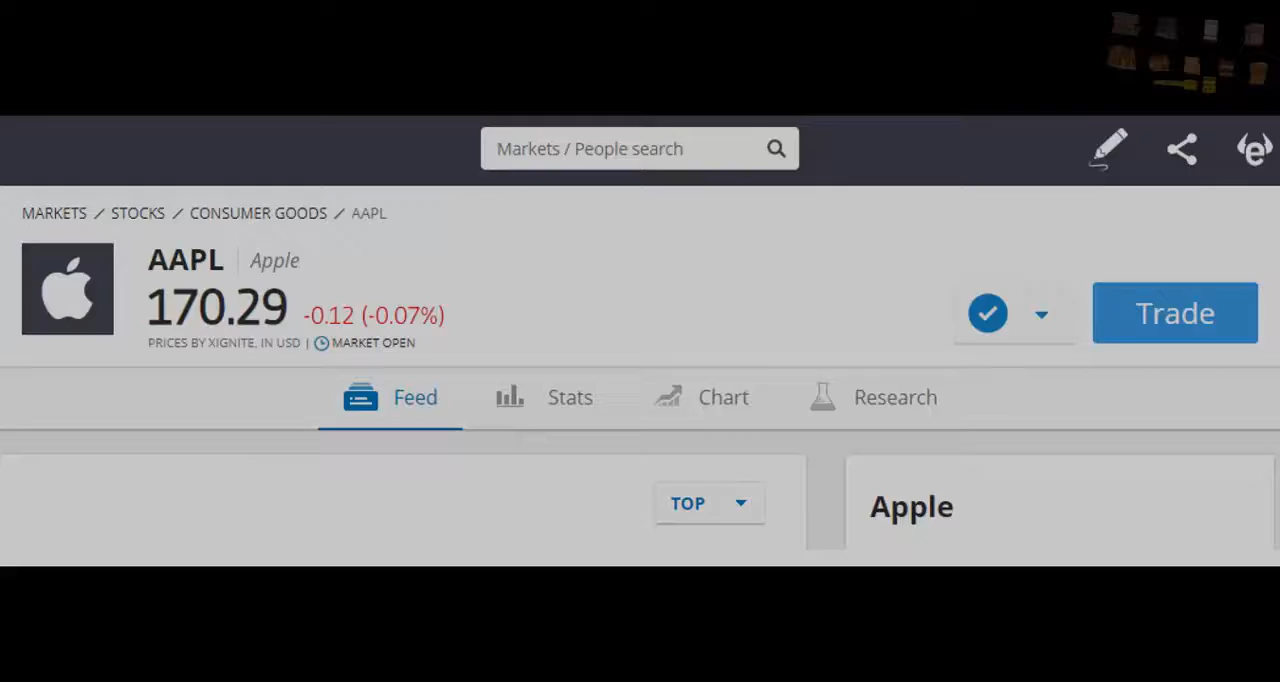 Markets / People search
MARKETS / STOCKS / CONSUMER GOODS / AAPL
AAPL | Apple
170.29 -0.12 (-0.07%)
PRICES BY XIGNITE, IN USD | MARKET OPEN
Trade
Feed Stats Chart Research
TOP
Apple